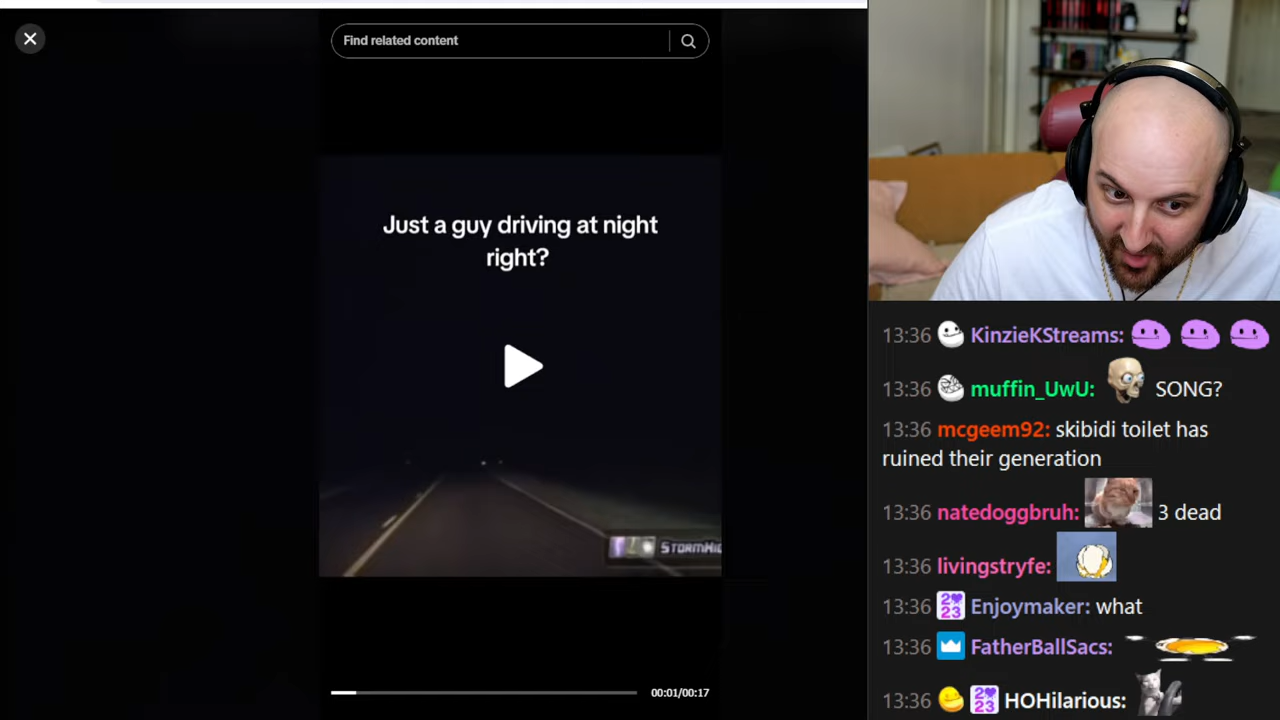 Find related content
Just a guy driving at night
right?
00:01/00:17
13:36 KinzieKStreams:
13:36 muffin_UwU: SONG?
13:36 mcgeem92: skibidi toilet has
ruined their generation
13:36 natedoggbruh: 3 dead
13:36 livingstryfe:
13:36 2023 Enjoymaker: what
13:36 FatherBallSacs:
13:36 2023 HOHilarious: